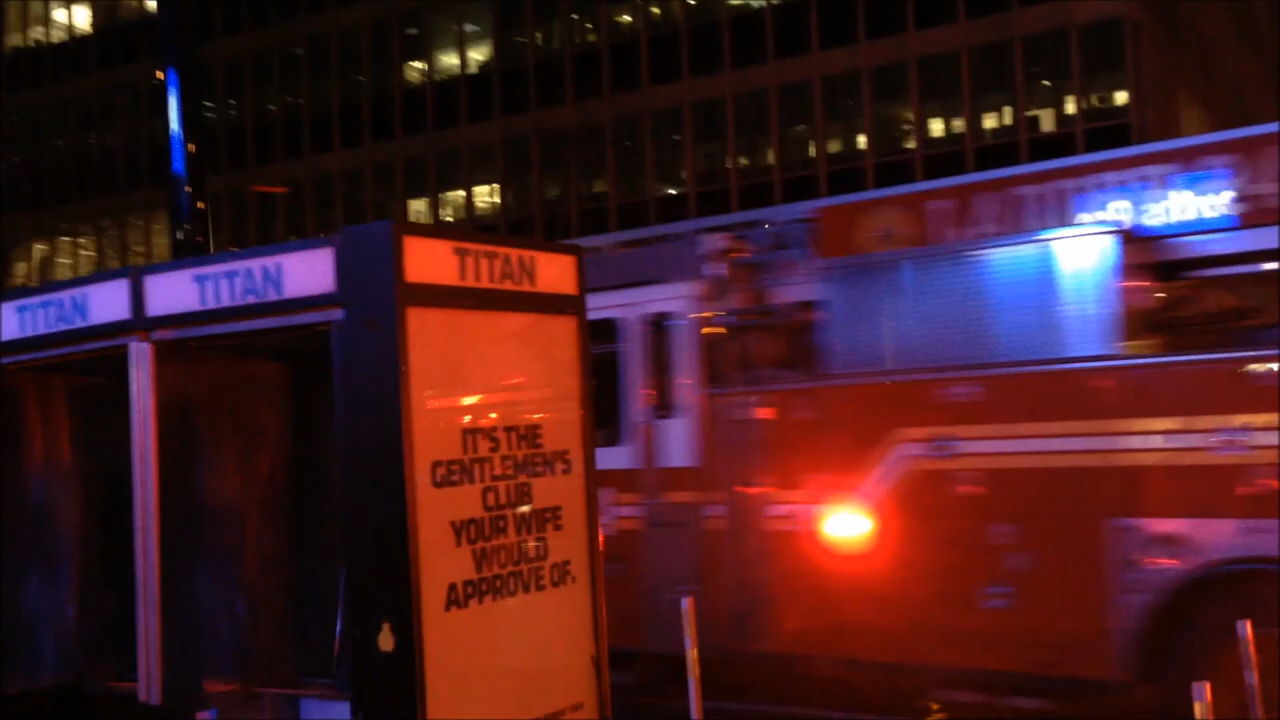 TITAN
TITAN
TITAN
IT'S THE
GENTLEMEN'S
CLUB
YOUR WIFE
WOULD
APPROVE OF.